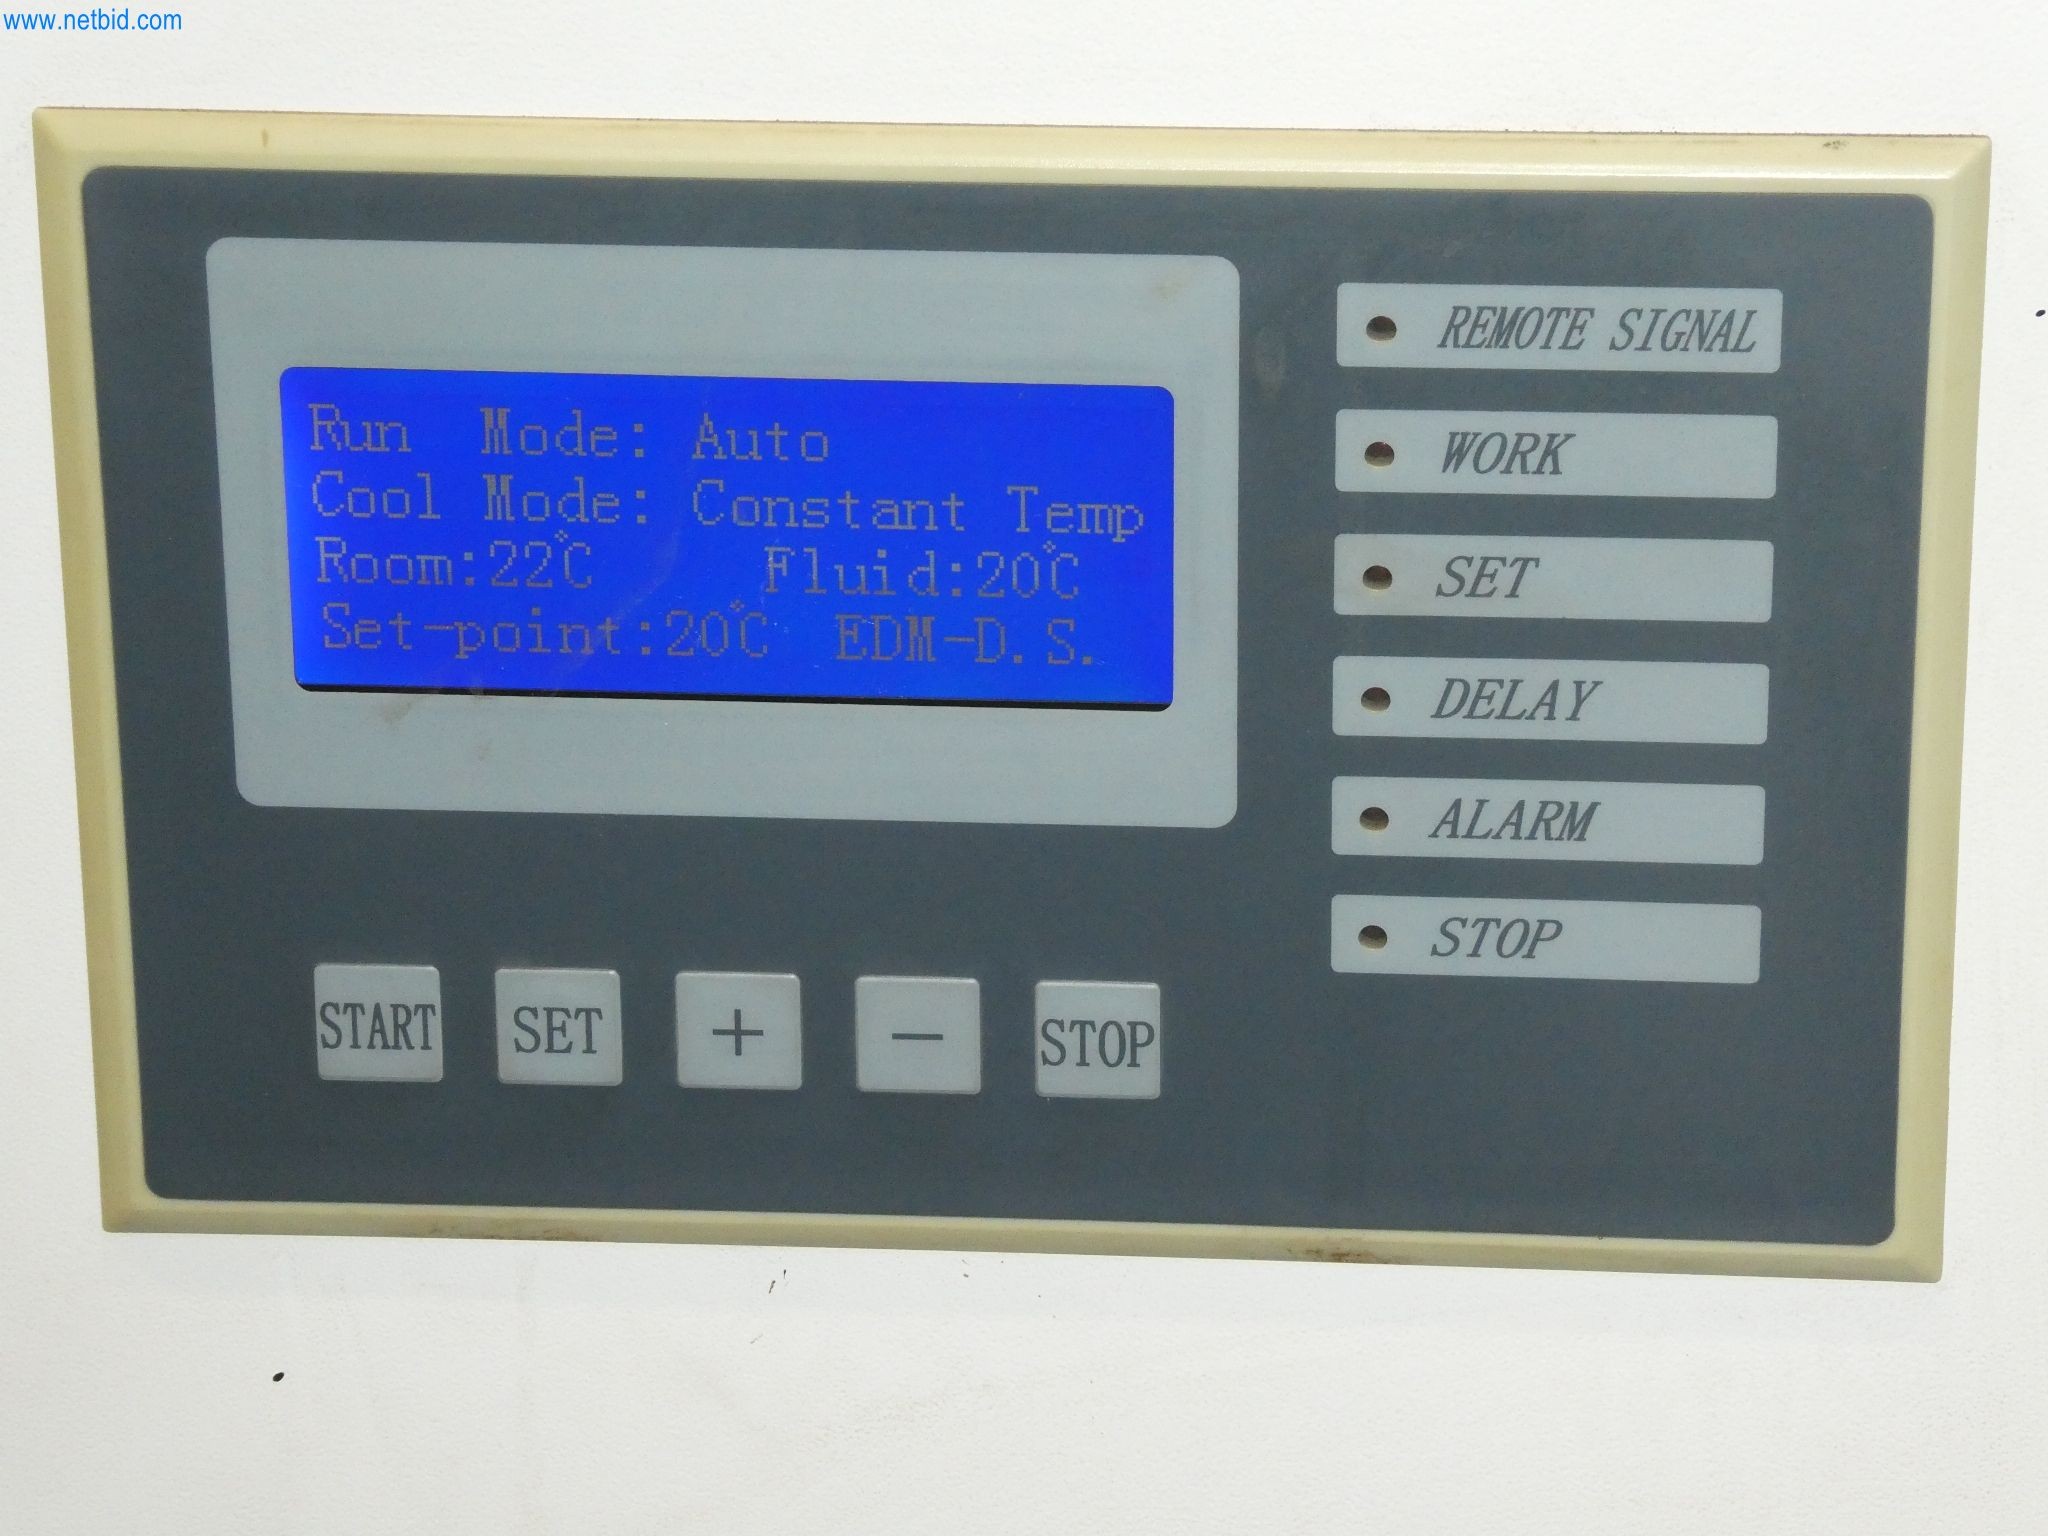 www.netbid.com
Run Mode: Auto
Cool Mode: Constant Temp
Room:22℃ Fluid:20℃
Set-point:20℃ EDM-D.S.
REMOTE SIGNAL
WORK
SET
DELAY
ALARM
STOP
START SET + - STOP